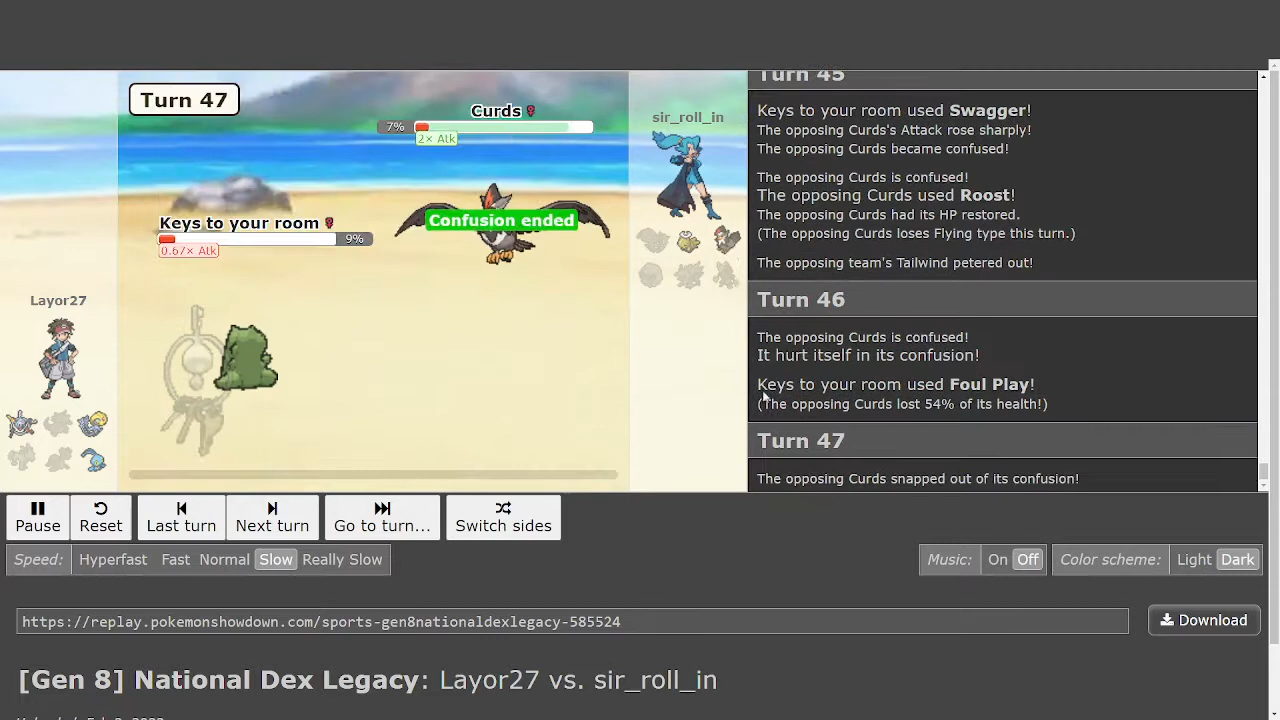 Turn 47
Curds
7%
2× Atk
Confusion ended
Keys to your room
9%
0.67× Atk
Layor27
sir_roll_in
Turn 45
Keys to your room used Swagger!
The opposing Curds's Attack rose sharply!
The opposing Curds became confused!
The opposing Curds is confused!
The opposing Curds used Roost!
The opposing Curds had its HP restored.
(The opposing Curds loses Flying type this turn.)
The opposing team's Tailwind petered out!
Turn 46
The opposing Curds is confused!
It hurt itself in its confusion!
Keys to your room used Foul Play!
(The opposing Curds lost 54% of its health!)
Turn 47
The opposing Curds snapped out of its confusion!
Pause Reset Last turn Next turn Go to turn... Switch sides
Speed: Hyperfast Fast Normal Slow Really Slow Music: On Off Color scheme: Light Dark
https://replay.pokemonshowdown.com/sports-gen8nationaldexlegacy-585524 Download
[Gen 8] National Dex Legacy: Layor27 vs. sir_roll_in